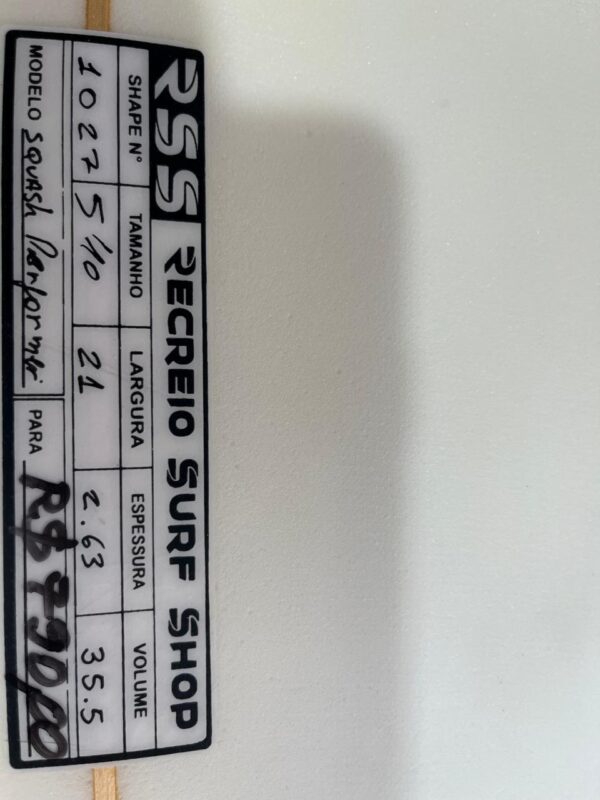 RSS RECREIO SURF SHOP
SHAPE Nº TAMANHO LARGURA ESPESSURA VOLUME
1027 5'10 21 2.63 35.5
MODELO SQUASH PARA R$ 790,00